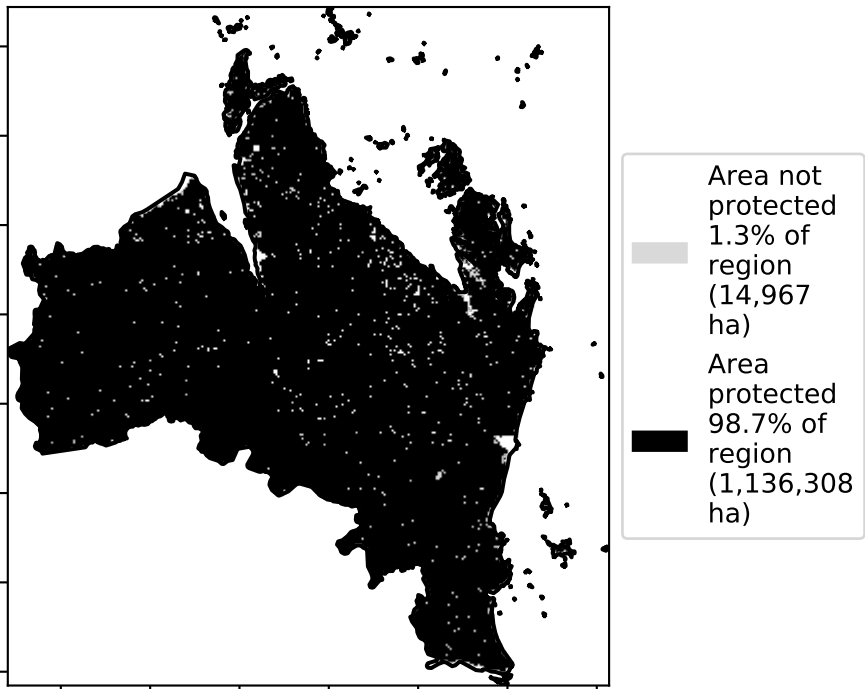 Area not
protected
1.3% of
region
(14,967
ha)
Area
protected
98.7% of
region
(1,136,308
ha)